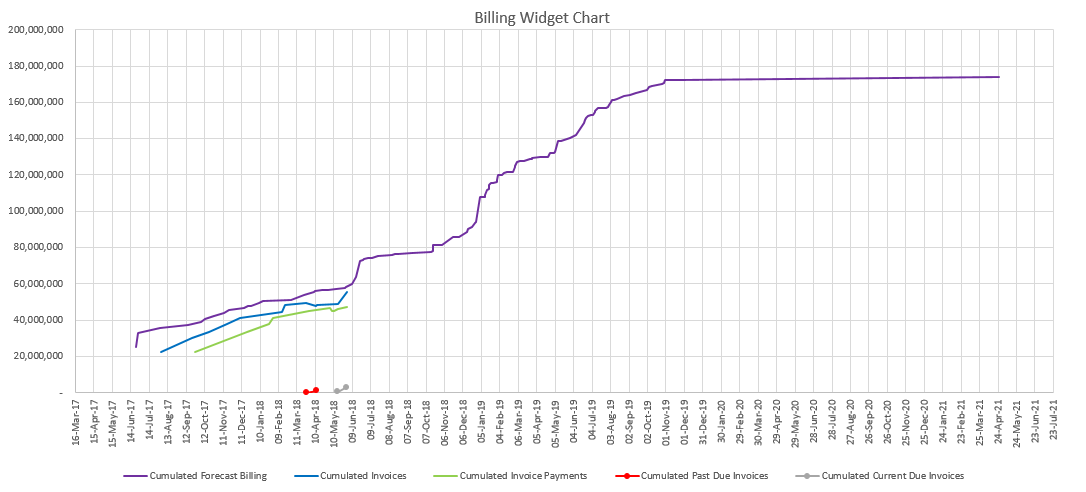 Billing Widget Chart
200,000,000
180,000,000
160,000,000
140,000,000
120,000,000
100,000,000
80,000,000
60,000,000
40,000,000
20,000,000
-
16-Mar-17
15-Apr-17
15-May-17
14-Jun-17
14-Jul-17
13-Aug-17
12-Sep-17
12-Oct-17
11-Nov-17
11-Dec-17
10-Jan-18
09-Feb-18
11-Mar-18
10-Apr-18
10-May-18
09-Jun-18
09-Jul-18
08-Aug-18
07-Sep-18
07-Oct-18
06-Nov-18
06-Dec-18
05-Jan-19
04-Feb-19
06-Mar-19
05-Apr-19
05-May-19
04-Jun-19
04-Jul-19
03-Aug-19
02-Sep-19
02-Oct-19
01-Nov-19
01-Dec-19
31-Dec-19
30-Jan-20
29-Feb-20
30-Mar-20
29-Apr-20
29-May-20
28-Jun-20
28-Jul-20
27-Aug-20
26-Sep-20
26-Oct-20
25-Nov-20
25-Dec-20
24-Jan-21
23-Feb-21
25-Mar-21
24-Apr-21
24-May-21
23-Jun-21
23-Jul-21
Cumulated Forecast Billing
Cumulated Invoices
Cumulated Invoice Payments
Cumulated Past Due Invoices
Cumulated Current Due Invoices